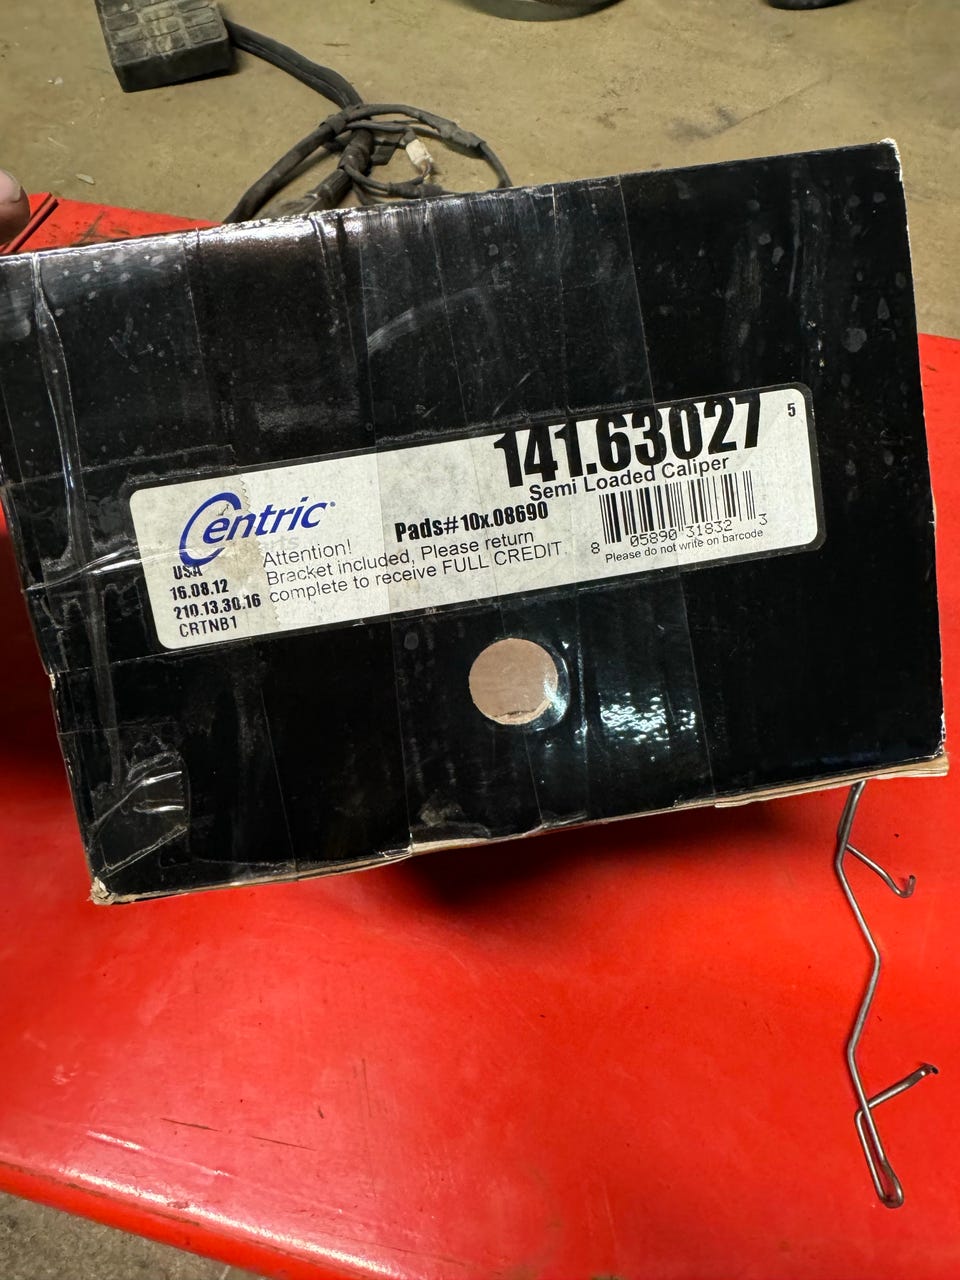 141.63027
5
Semi Loaded Caliper
Centric®
Pads# 10x.08690
8 05890 31832 3
Please do not write on barcode
Attention!
Bracket included, Please return
complete to receive FULL CREDIT.
USA
16.08.12
210.13.30.16
CRTNB1